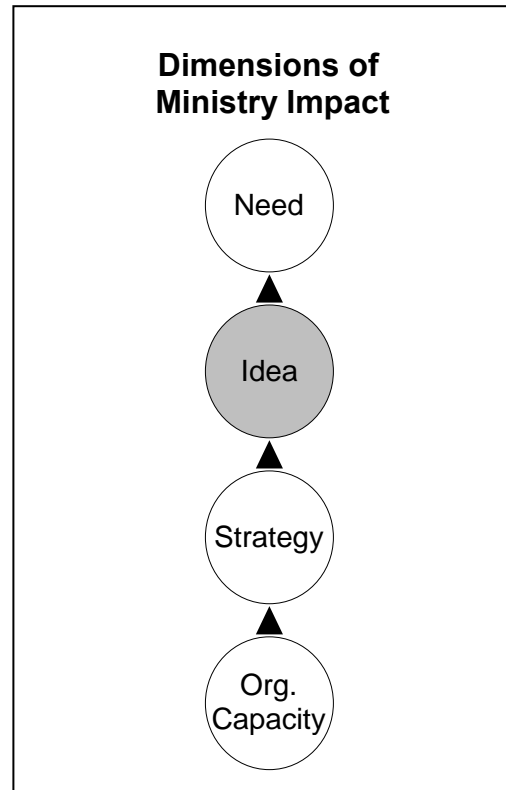 Dimensions of
Ministry Impact
Need
Idea
Strategy
Org.
Capacity